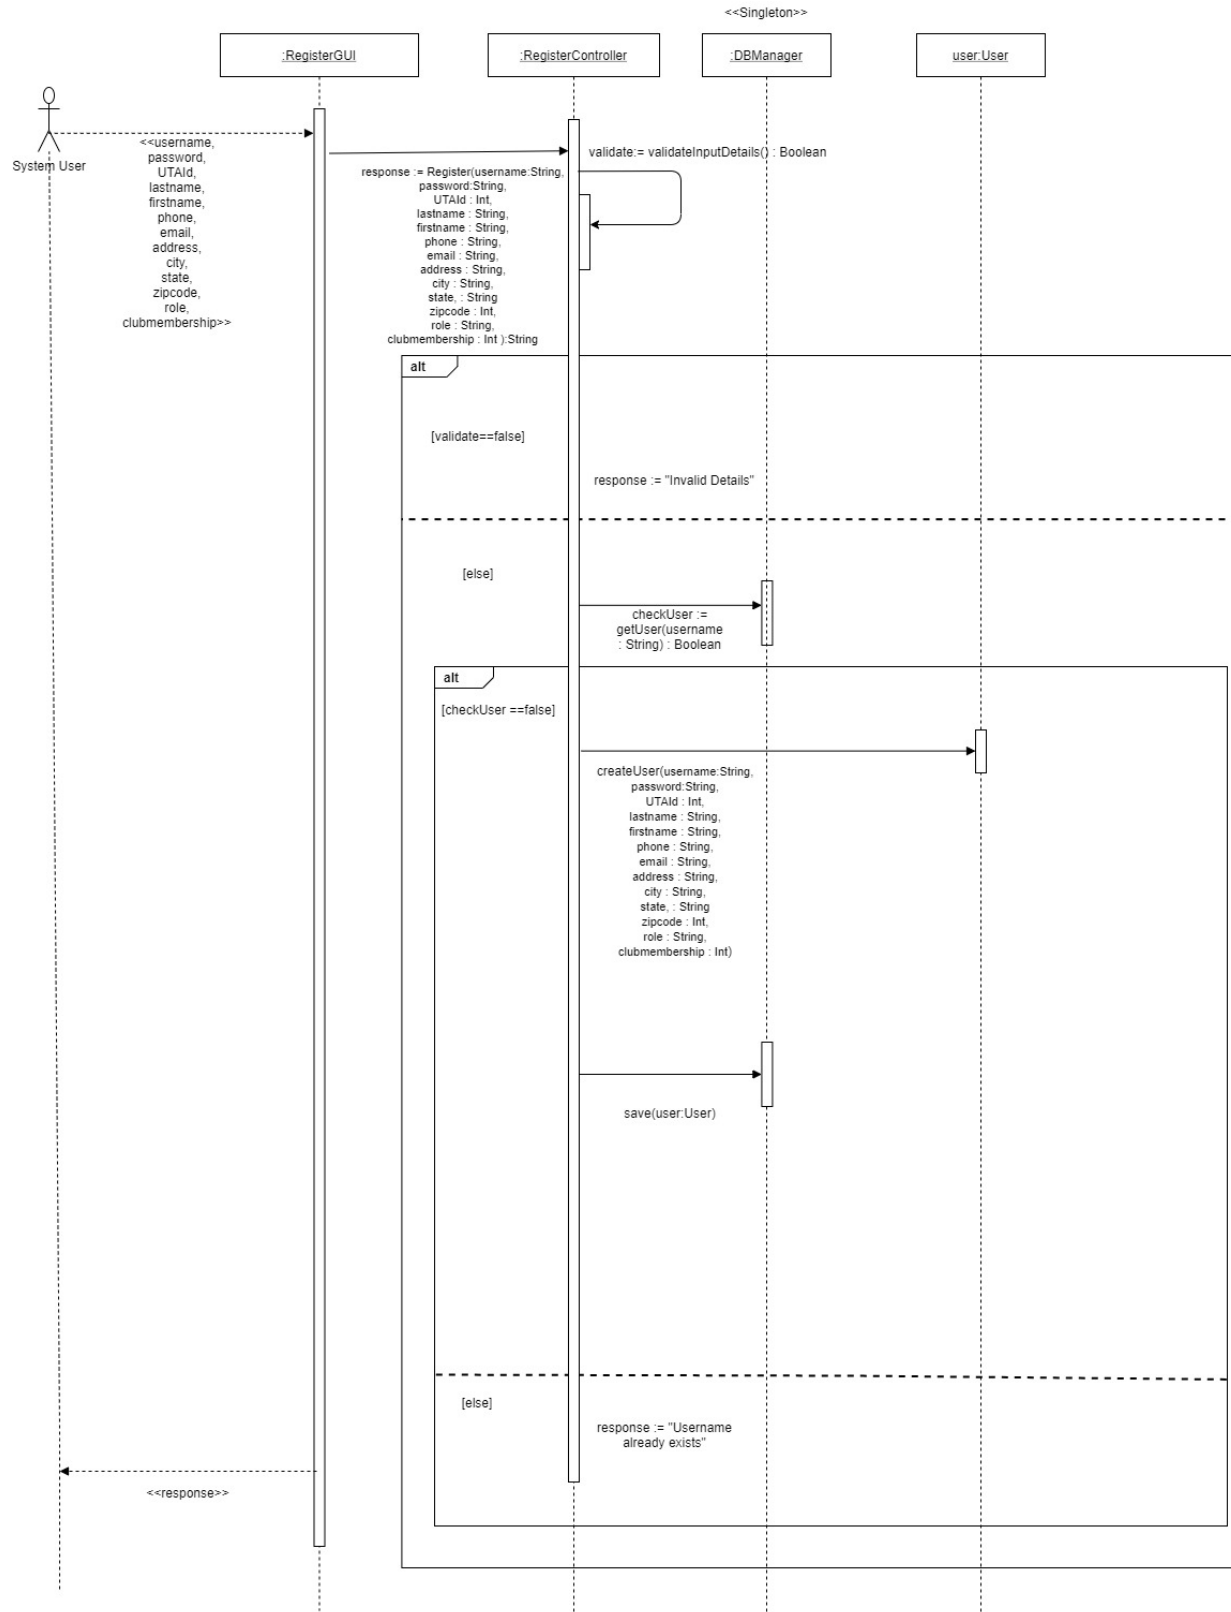 <<Singleton>>
:RegisterGUI
:RegisterController
:DBManager
user:User
System User
<<username,
password,
UTAId,
lastname,
firstname,
phone,
email,
address,
city,
state,
zipcode,
role,
clubmembership>>
validate:= validateInputDetails() : Boolean
response := Register(username:String,
password:String,
UTAId : Int,
lastname : String,
firstname : String,
phone : String,
email : String,
address : String,
city : String,
state, : String
zipcode : Int,
role : String,
clubmembership : Int ):String
alt
[validate==false]
response := "Invalid Details"
[else]
checkUser :=
getUser(username
: String) : Boolean
alt
[checkUser ==false]
createUser(username:String,
password:String,
UTAId : Int,
lastname : String,
firstname : String,
phone : String,
email : String,
address : String,
city : String,
state, : String
zipcode : Int,
role : String,
clubmembership : Int)
save(user:User)
[else]
response := "Username
already exists"
<<response>>